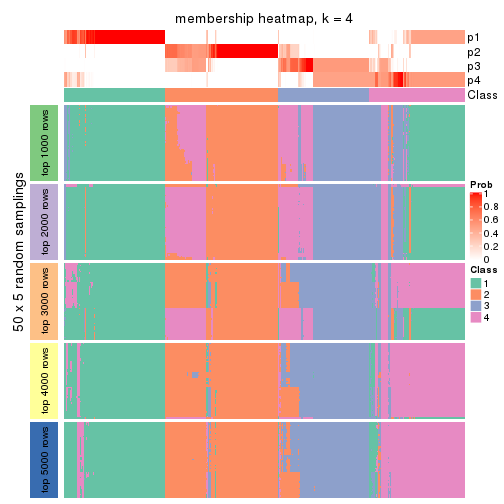 membership heatmap, k = 4
p1
p2
p3
p4
Class
50 x 5 random samplings
top 1000 rows
top 2000 rows
top 3000 rows
top 4000 rows
top 5000 rows
Prob
1
0.8
0.6
0.4
0.2
0
Class
1
2
3
4